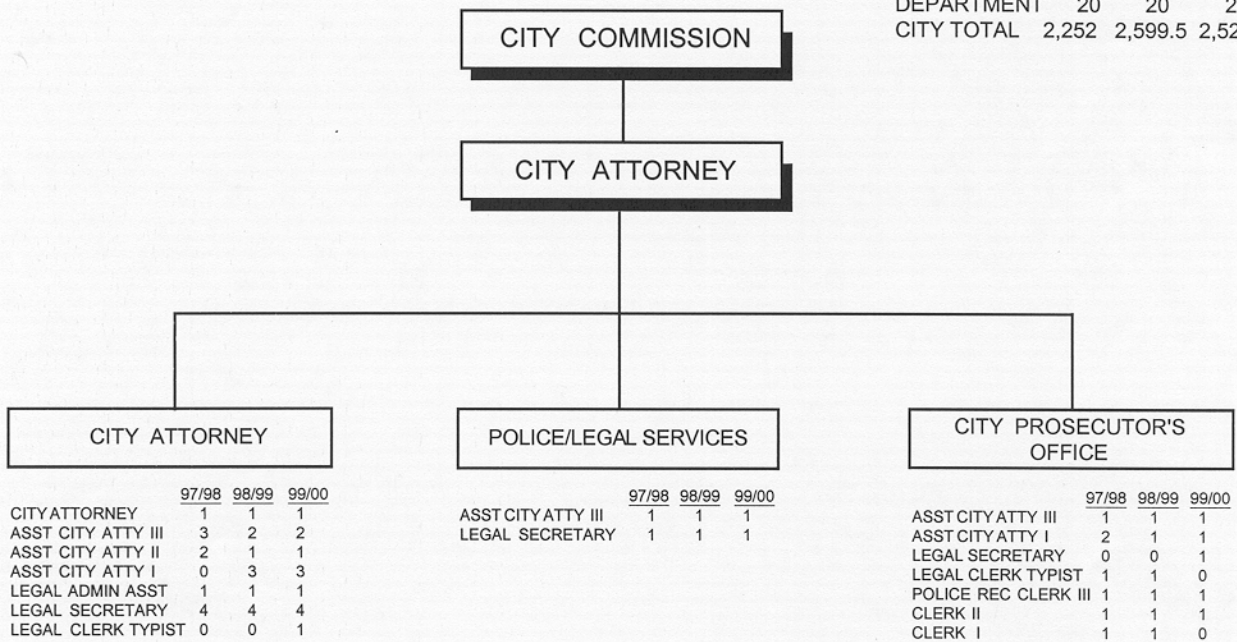 DEPARTMENT 20 20 2
CITY TOTAL 2,252 2,599.5 2,52
CITY COMMISSION
CITY ATTORNEY
CITY ATTORNEY
97/98 98/99 99/00
CITY ATTORNEY 1 1 1
ASST CITY ATTY III 3 2 2
ASST CITY ATTY II 2 1 1
ASST CITY ATTY I 0 3 3
LEGAL ADMIN ASST 1 1 1
LEGAL SECRETARY 4 4 4
LEGAL CLERK TYPIST 0 0 1
POLICE/LEGAL SERVICES
97/98 98/99 99/00
ASST CITY ATTY III 1 1 1
LEGAL SECRETARY 1 1 1
CITY PROSECUTOR'S
OFFICE
97/98 98/99 99/00
ASST CITY ATTY III 1 1 1
ASST CITY ATTY I 2 1 1
LEGAL SECRETARY 0 0 1
LEGAL CLERK TYPIST 1 1 0
POLICE REC CLERK III 1 1 1
CLERK II 1 1 1
CLERK I 1 1 0